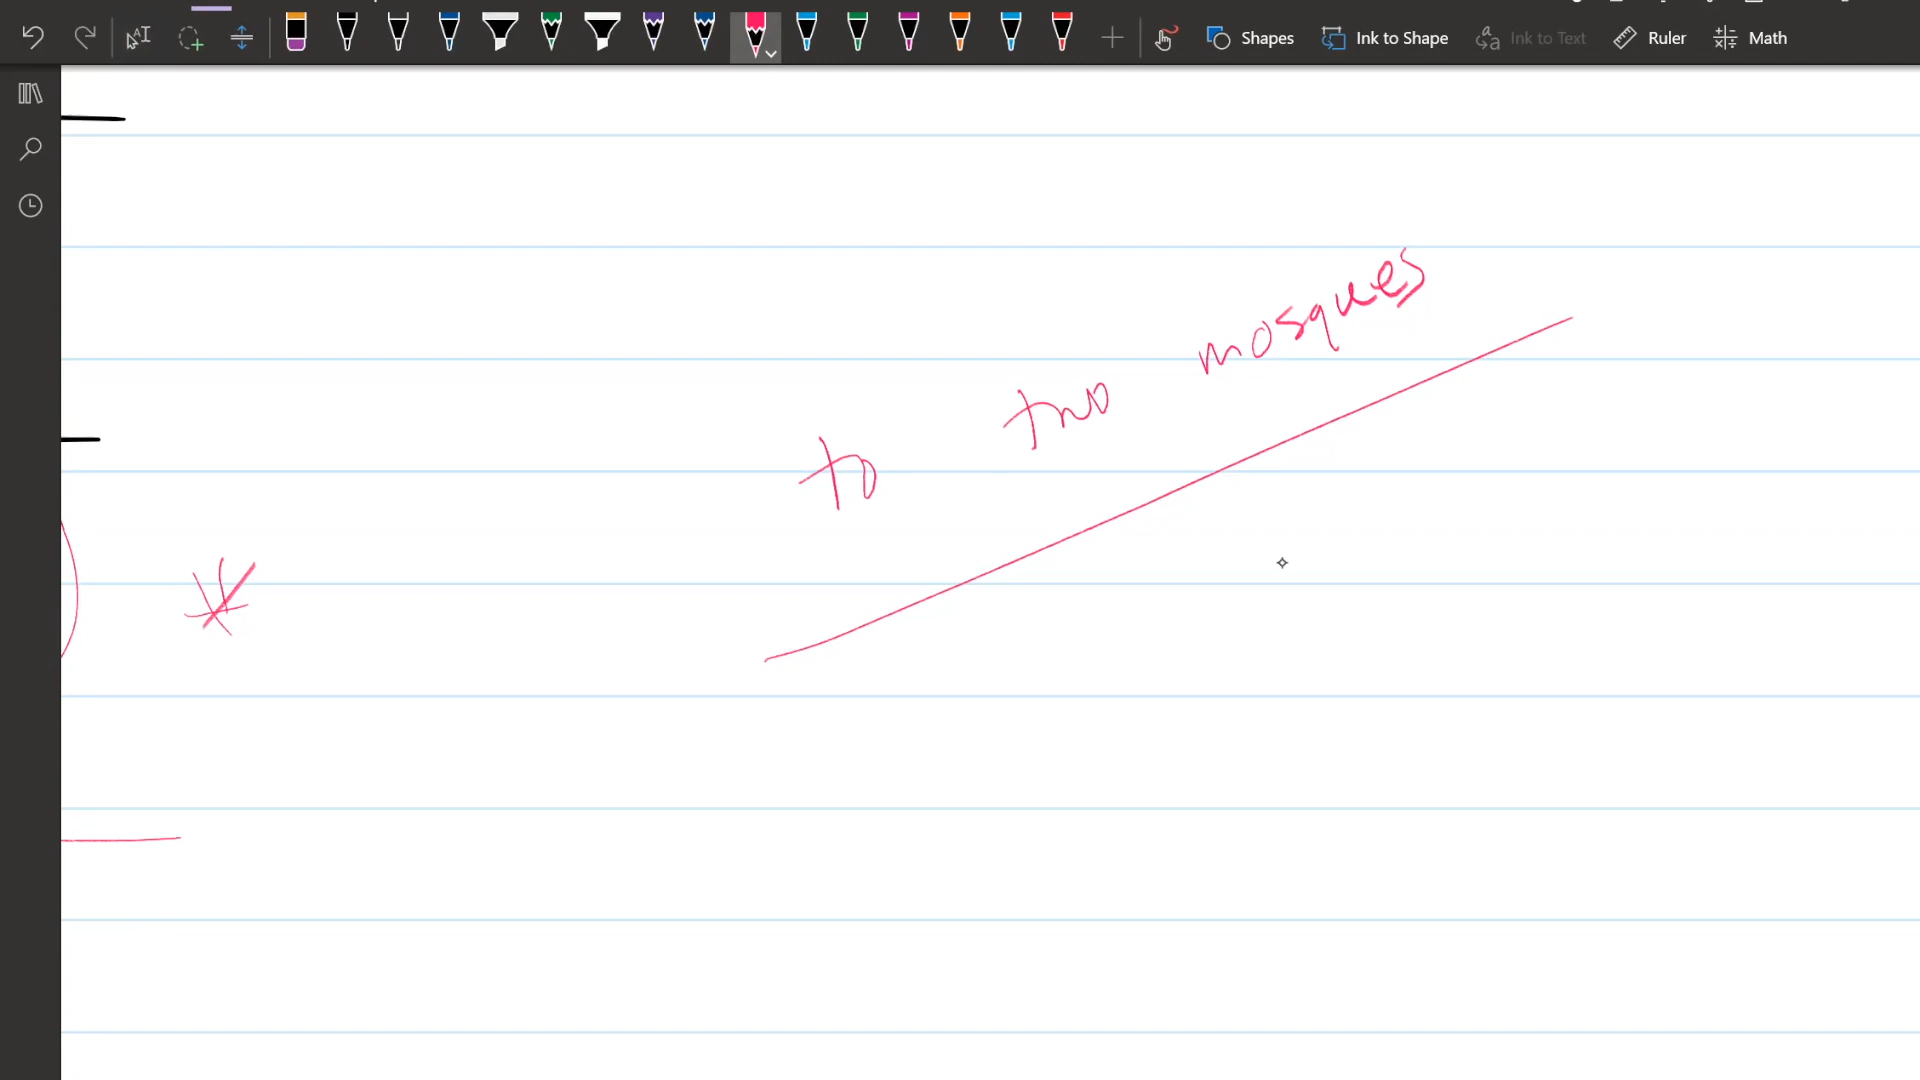 Shapes
Ink to Shape
Ink to Text
Ruler
Math
to two mosques